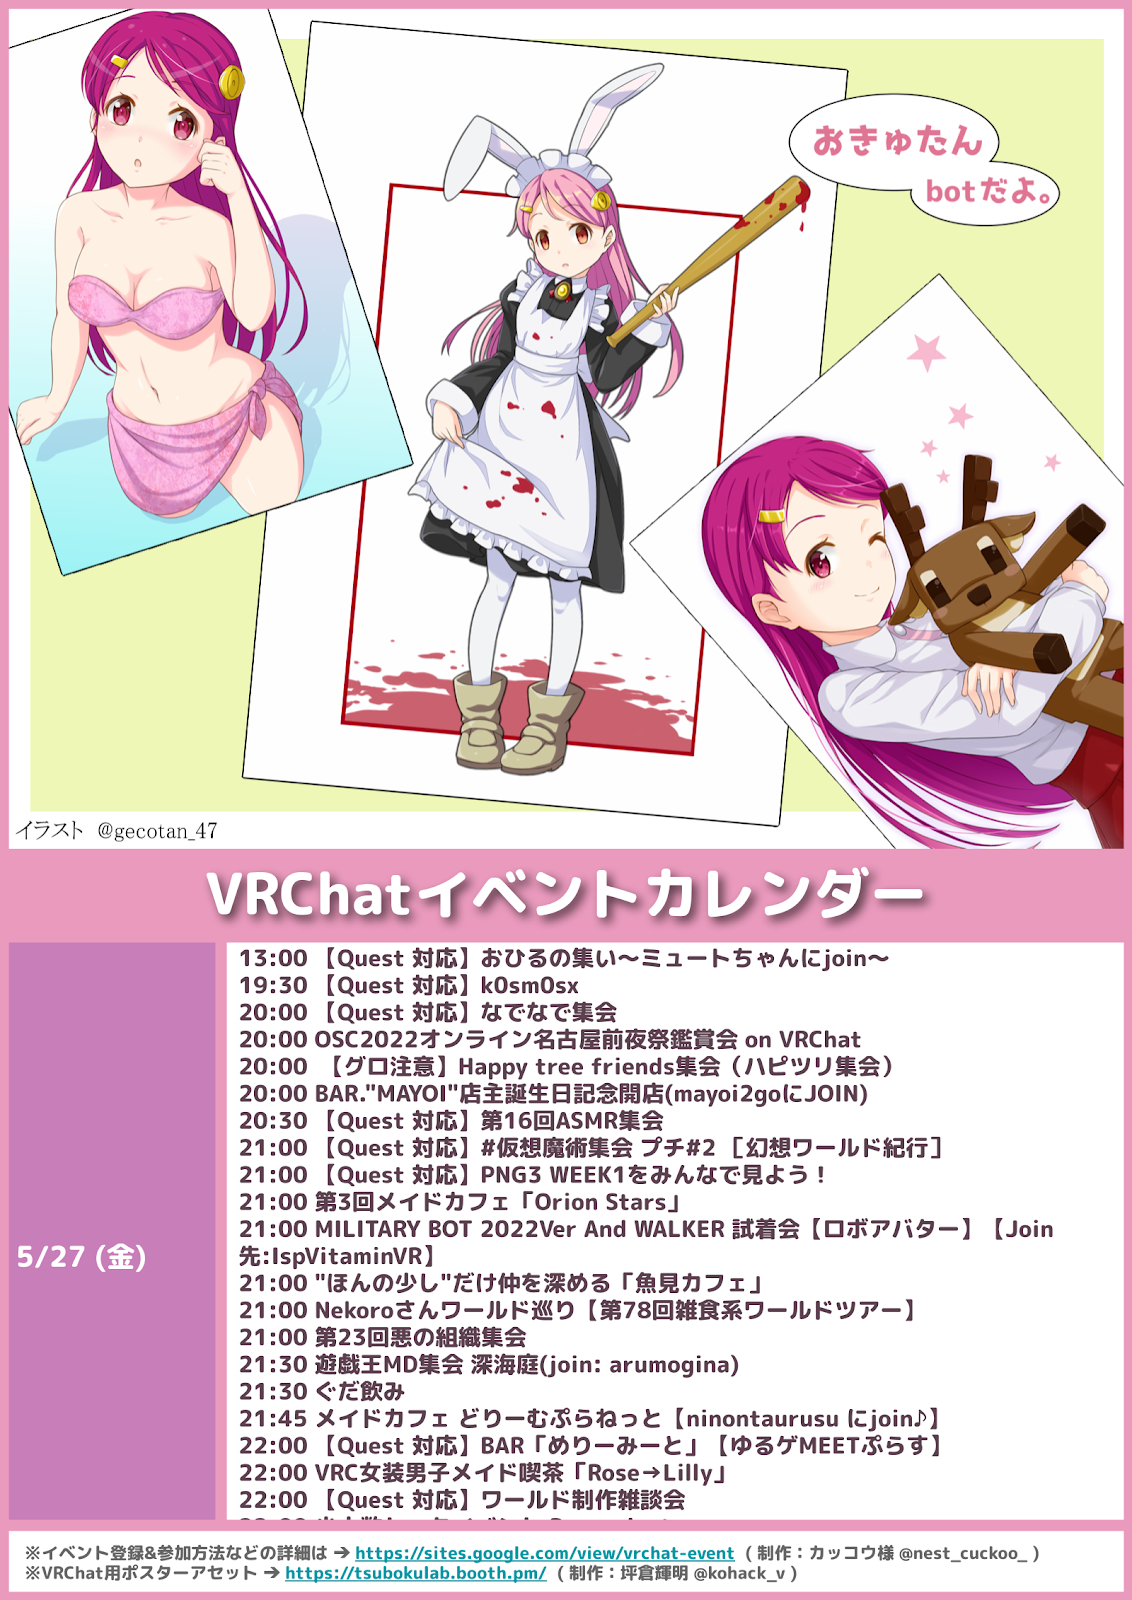 おきゅたん
botだよ。
イラスト @gecotan_47
VRChatイベントカレンダー
5/27 (金)
13:00 【Quest 対応】おひるの集い～ミュートちゃんにjoin～
19:30 【Quest 対応】k0sm0sx
20:00 【Quest 対応】なでなで集会
20:00 OSC2022オンライン名古屋前夜祭鑑賞会 on VRChat
20:00 【グロ注意】Happy tree friends集会（ハピツリ集会）
20:00 BAR."MAYOI"店主誕生日記念開店(mayoi2goにJOIN)
20:30 【Quest 対応】第16回ASMR集会
21:00 【Quest 対応】#仮想魔術集会 プチ#2 ［幻想ワールド紀行］
21:00 【Quest 対応】PNG3 WEEK1をみんなで見よう！
21:00 第3回メイドカフェ「Orion Stars」
21:00 MILITARY BOT 2022Ver And WALKER 試着会【ロボアバター】【Join
先:IspVitaminVR】
21:00 "ほんの少し"だけ仲を深める「魚見カフェ」
21:00 Nekoroさんワールド巡り【第78回雑食系ワールドツアー】
21:00 第23回悪の組織集会
21:30 遊戯王MD集会 深海庭(join: arumogina)
21:30 ぐだ飲み
21:45 メイドカフェ どりーむぷらねっと【ninontaurusu にjoin♪】
22:00 【Quest 対応】BAR「めりーみーと」【ゆるゲMEETぷらす】
22:00 VRC女装男子メイド喫茶「Rose→Lilly」
22:00 【Quest 対応】ワールド制作雑談会
※イベント登録&参加方法などの詳細は ➔ https://sites.google.com/view/vrchat-event ( 制作：カッコウ様 @nest_cuckoo_ )
※VRChat用ポスターアセット ➔ https://tsubokulab.booth.pm/ ( 制作：坪倉輝明 @kohack_v )